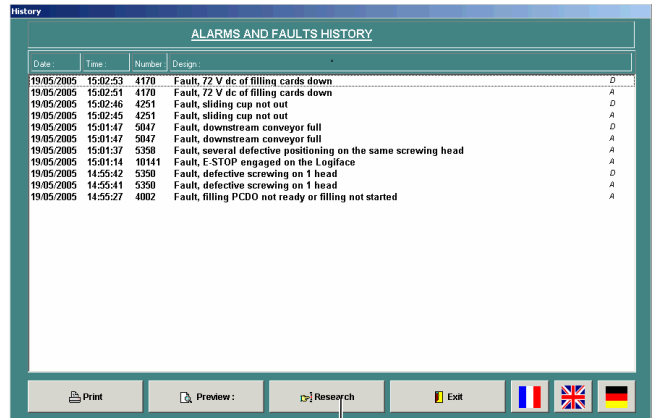 History
ALARMS AND FAULTS HISTORY
Date : Time : Number : Design :
19/05/2005 15:02:53 4170 Fault, 72 V dc of filling cards down D
19/05/2005 15:02:51 4170 Fault, 72 V dc of filling cards down A
19/05/2005 15:02:46 4251 Fault, sliding cup not out D
19/05/2005 15:02:45 4251 Fault, sliding cup not out A
19/05/2005 15:01:47 5047 Fault, downstream conveyor full D
19/05/2005 15:01:47 5047 Fault, downstream conveyor full A
19/05/2005 15:01:37 5358 Fault, several defective positioning on the same screwing head A
19/05/2005 15:01:14 10141 Fault, E-STOP engaged on the Logiface A
19/05/2005 14:55:42 5350 Fault, defective screwing on 1 head D
19/05/2005 14:55:41 5350 Fault, defective screwing on 1 head A
19/05/2005 14:55:27 4002 Fault, filling PCDO not ready or filling not started A
Print Preview : Research Exit